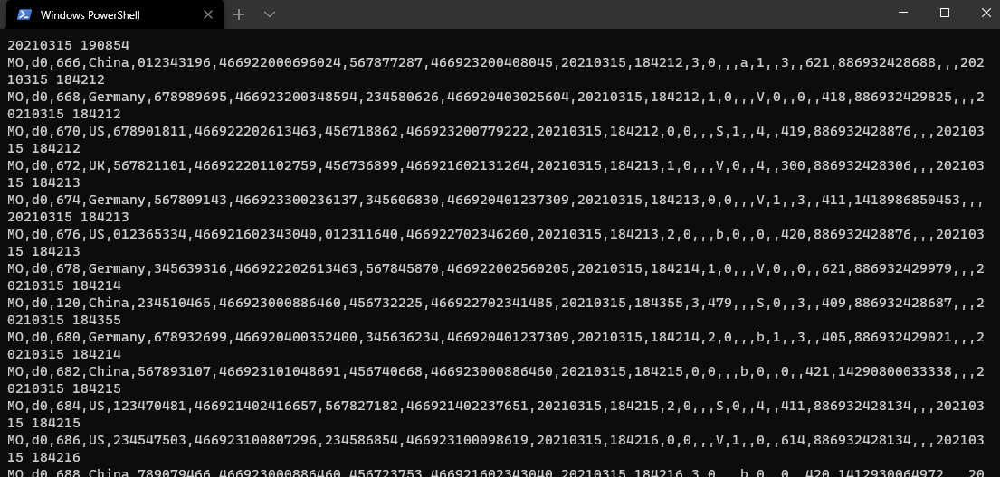 Windows PowerShell
20210315 190854
MO,d0,666,China,012343196,466922000696024,567877287,466923200408045,20210315,184212,3,0,,,a,1,,3,,621,886932428688,,,202
10315 184212
MO,d0,668,Germany,678989695,466923200348594,234580626,466920403025604,20210315,184212,1,0,,,V,0,,0,,418,886932429825,,,2
0210315 184212
MO,d0,670,US,678901811,466922202613463,456718862,466923200779222,20210315,184212,0,0,,,S,1,,4,,419,886932428876,,,202103
15 184212
MO,d0,672,UK,567821101,466922201102759,456736899,466921602131264,20210315,184213,1,0,,,V,0,,4,,300,886932428306,,,202103
15 184213
MO,d0,674,Germany,567809143,466923300236137,345606830,466920401237309,20210315,184213,0,0,,,V,1,,3,,411,1418986850453,,,
20210315 184213
MO,d0,676,US,012365334,466921602343040,012311640,466922702346260,20210315,184213,2,0,,,b,0,,0,,420,886932428876,,,202103
15 184213
MO,d0,678,Germany,345639316,466922202613463,567845870,466922002560205,20210315,184214,1,0,,,V,0,,0,,621,886932429979,,,2
0210315 184214
MO,d0,120,China,234510465,466923000886460,456732225,466922702341485,20210315,184355,3,479,,,S,0,,3,,409,886932428687,,,2
0210315 184355
MO,d0,680,Germany,678932699,466920400352400,345636234,466920401237309,20210315,184214,2,0,,,b,1,,3,,405,886932429021,,,2
0210315 184214
MO,d0,682,China,567893107,466923101048691,456740668,466923000886460,20210315,184215,0,0,,,b,0,,0,,421,14290800033338,,,2
0210315 184215
MO,d0,684,US,123470481,466921402416657,567827182,466921402237651,20210315,184215,2,0,,,S,0,,4,,411,886932428134,,,202103
15 184215
MO,d0,686,US,234547503,466923100807296,234586854,466923100098619,20210315,184216,0,0,,,V,1,,0,,614,886932428134,,,202103
15 184216
MO,d0,688,China,789079466,466923000886460,456723753,466921602343040,20210315,184216,3,0,,,b,0,,0,,420,1412930064972,,,20